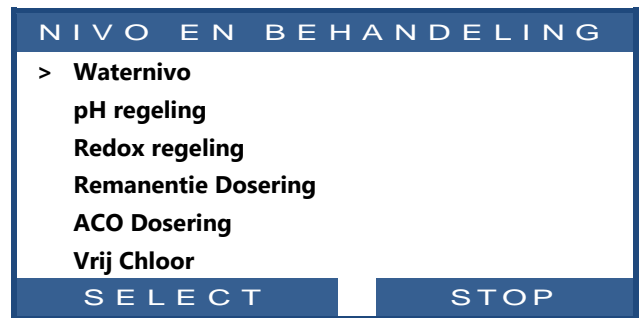 NIVO EN BEHANDELING
> Waternivo
pH regeling
Redox regeling
Remanentie Dosering
ACO Dosering
Vrij Chloor
SELECT STOP